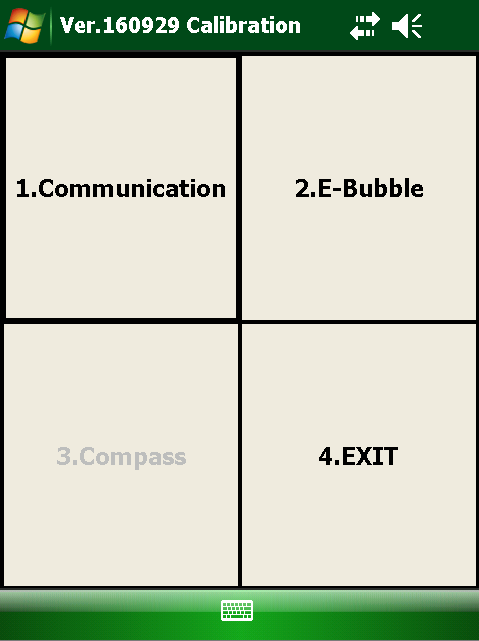 Ver.160929 Calibration
1.Communication
2.E-Bubble
3.Compass
4.EXIT